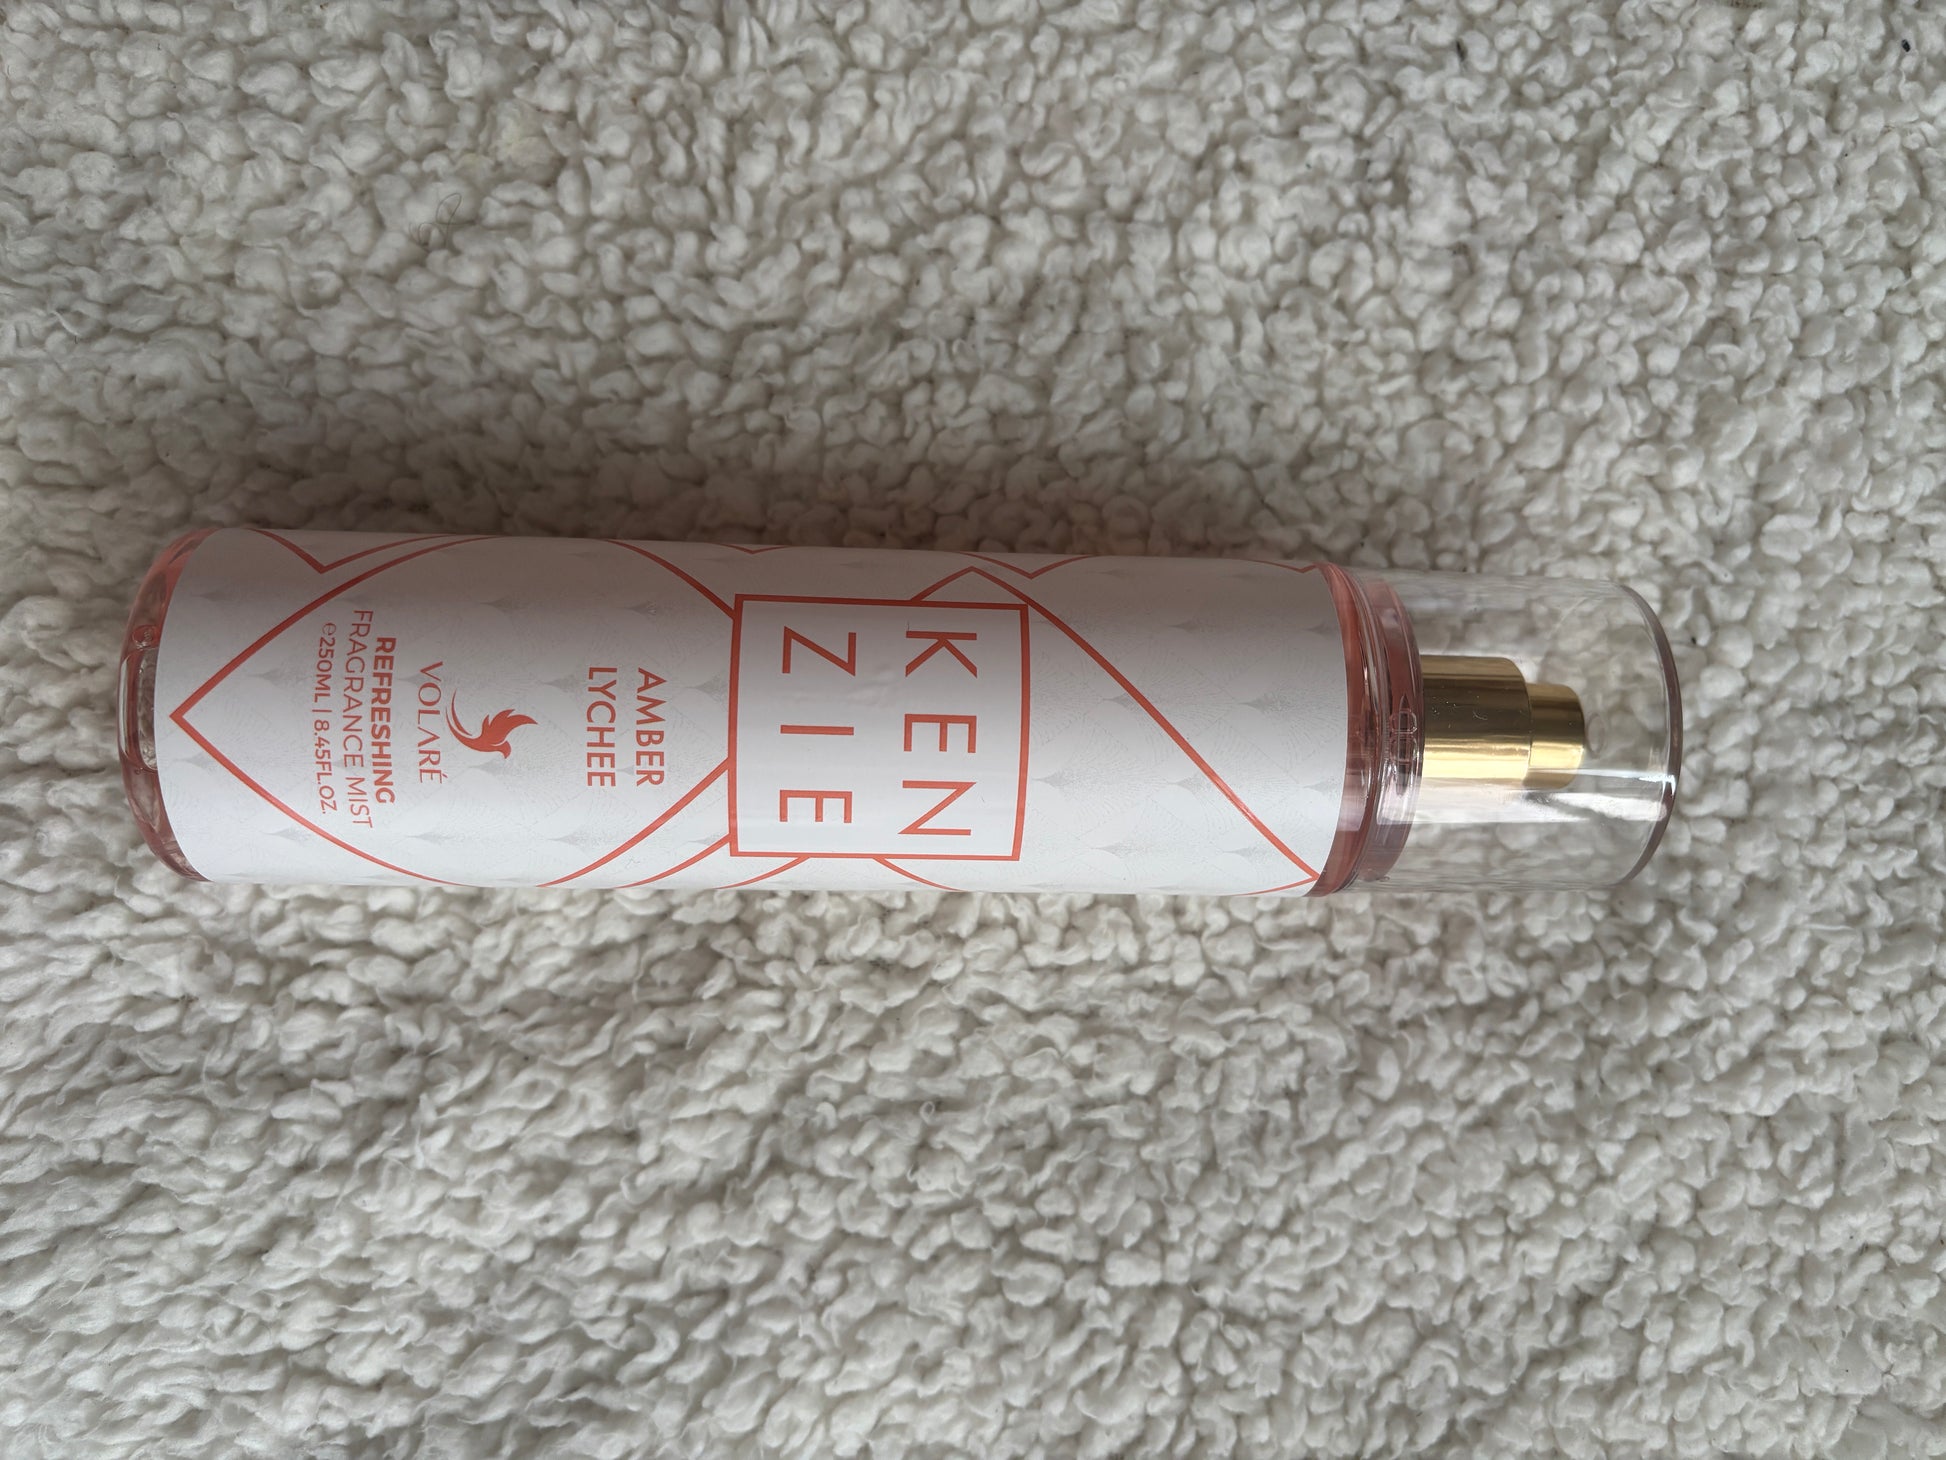 KEN
ZIE
AMBER
LYCHEE
VOLARÉ
REFRESHING
FRAGRANCE MIST
℮250ML | 8.45FL.OZ.